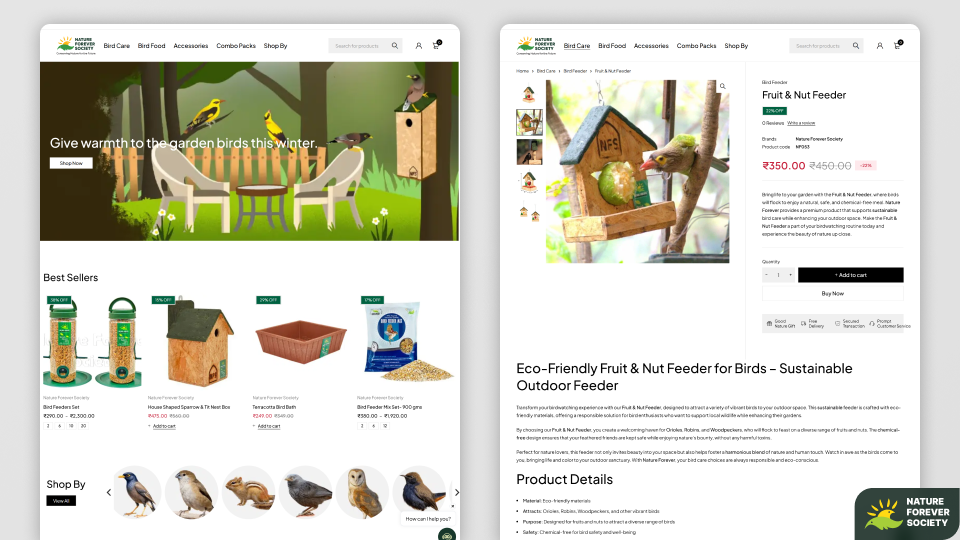 NATURE
FOREVER
SOCIETY
Bird Care Bird Food Accessories Combo Packs Shop By
Search for products
0
Give warmth to the garden birds this winter.
Shop Now
Best Sellers
38% OFF
15% OFF
29% OFF
17% OFF
Nature Forever Society
Bird Feeders Set
₹290.00 – ₹2,300.00
2 6 10 20
Nature Forever Society
House Shaped Sparrow & Tit Nest Box
₹475.00 ₹560.00
+ Add to cart
Nature Forever Society
Terracotta Bird Bath
₹249.00 ₹349.00
+ Add to cart
Nature Forever Society
Bird Feeder Mix - 900 gms
₹350.00 – ₹1,920.00
2 6 12
Shop By
View All
How can I help you?
NATURE
FOREVER
SOCIETY
Bird Care Bird Food Accessories Combo Packs Shop By
Search for products
0
Home > Bird Care > Bird Feeder > Fruit & Nut Feeder
NFS
Bird Feeder
Fruit & Nut Feeder
22% OFF
0 Reviews Write a review
Brands Nature Forever Society
Product code NF033
₹350.00 ₹450.00 -22%
Bring life to your garden with the Fruit & Nut Feeder, where birds
will flock to enjoy a natural, safe, and chemical-free meal. Nature
Forever provides a premium product that supports sustainable
bird care while enhancing your outdoor space. Make the Fruit &
Nut Feeder a part of your birdwatching routine today and
experience the beauty of nature up close.
Quantity
- 1 +
+ Add to cart
Buy Now
Good
Nature Gift
Free
Delivery
Secured
Transaction
Prompt
Customer Service
Eco-Friendly Fruit & Nut Feeder for Birds – Sustainable
Outdoor Feeder
Transform your birdwatching experience with our Fruit & Nut Feeder, designed to attract a variety of vibrant birds to your outdoor space. This sustainable feeder is crafted with eco-
friendly materials, offering a responsible solution for bird enthusiasts who want to support local wildlife while enhancing their gardens.
By choosing our Fruit & Nut Feeder, you create a welcoming haven for Orioles, Robins, and Woodpeckers, who will flock to feast on a diverse range of fruits and nuts. The chemical-
free design ensures that your feathered friends are kept safe while enjoying nature's bounty, without any harmful toxins.
Perfect for nature lovers, this feeder not only invites beauty into your space but also helps foster a harmonious blend of nature and human touch. Watch in awe as the birds come to
you, bringing life and color to your outdoor sanctuary. With Nature Forever, your bird care choices are always responsible and eco-conscious.
Product Details
• Material: Eco-friendly materials
• Attracts: Orioles, Robins, Woodpeckers, and other vibrant birds
• Purpose: Designed for fruits and nuts to attract a diverse range of birds
• Safety: Chemical-free for bird safety and well-being
NATURE
FOREVER
SOCIETY